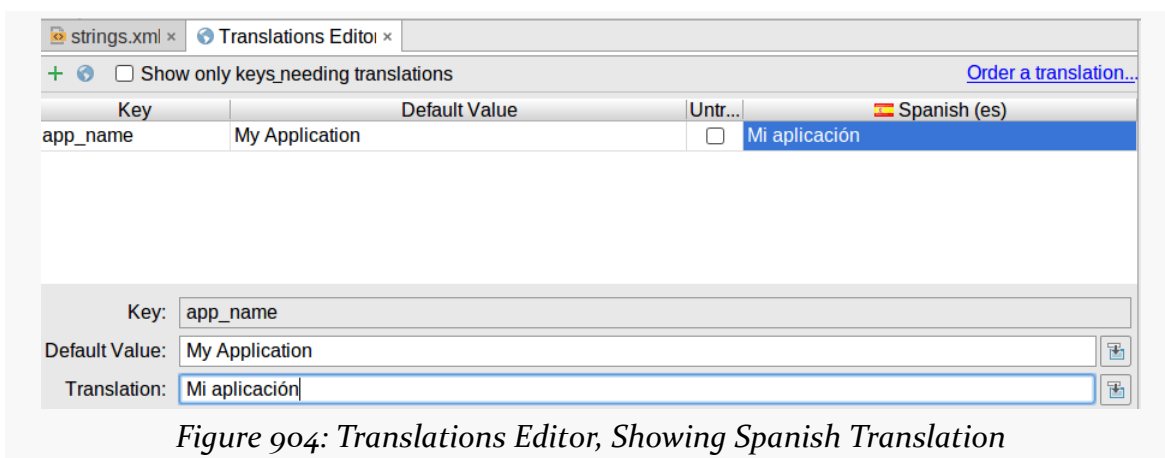 strings.xml × Translations Editor ×
Show only keys needing translations Order a translation...
Key Default Value Untr... Spanish (es)
app_name My Application Mi aplicación
Key: app_name
Default Value: My Application
Translation: Mi aplicación
Figure 904: Translations Editor, Showing Spanish Translation